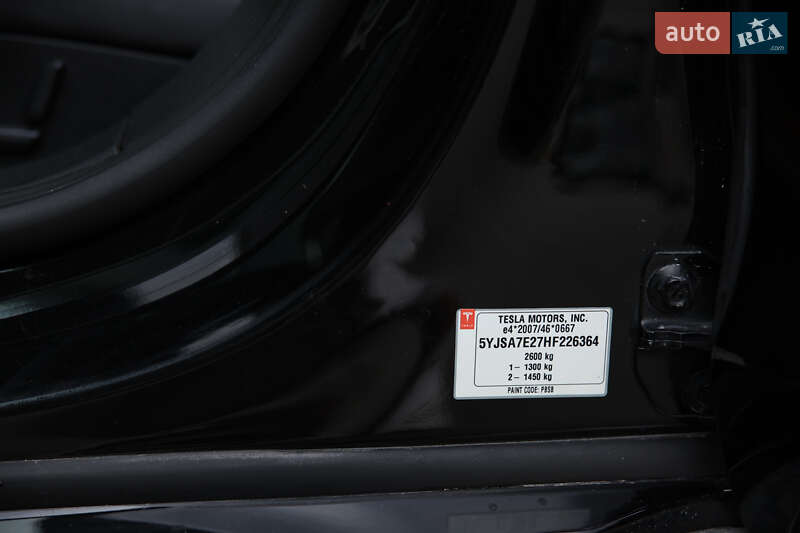 auto RIA.com
TESLA MOTORS, INC.
e4*2007/46*0667
5YJSA7E27HF226364
2600 kg
1– 1300 kg
2– 1450 kg
PAINT CODE: PBSB